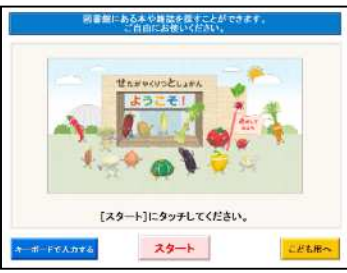 図書館にある本や雑誌を探すことができます。
ご自由にお使いください。
せたがやくりつとしょかん
ようこそ!
[スタート]にタッチしてください。
キーボードで入力する
スタート
こども用へ